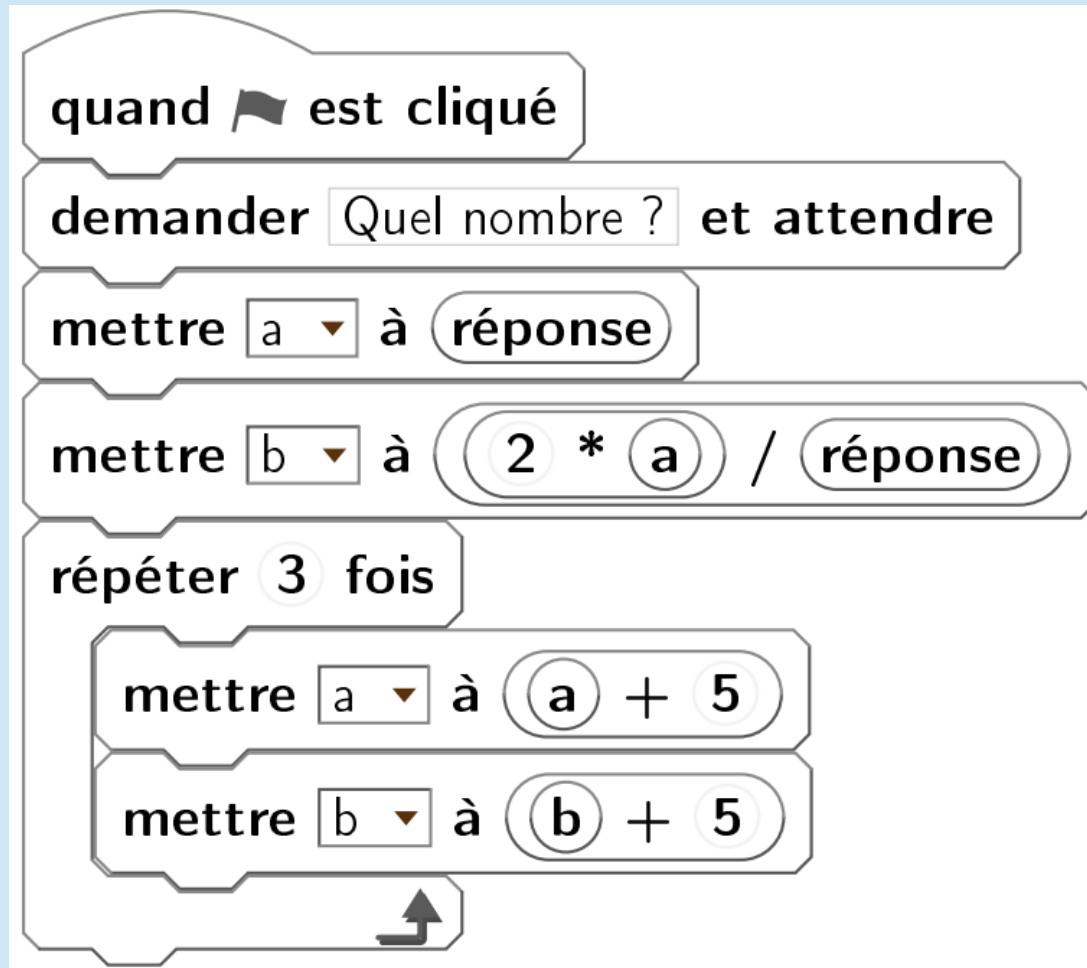 quand est cliqué
demander Quel nombre ? et attendre
mettre a à réponse
mettre b à 2 * a / réponse
répéter 3 fois
mettre a à a + 5
mettre b à b + 5